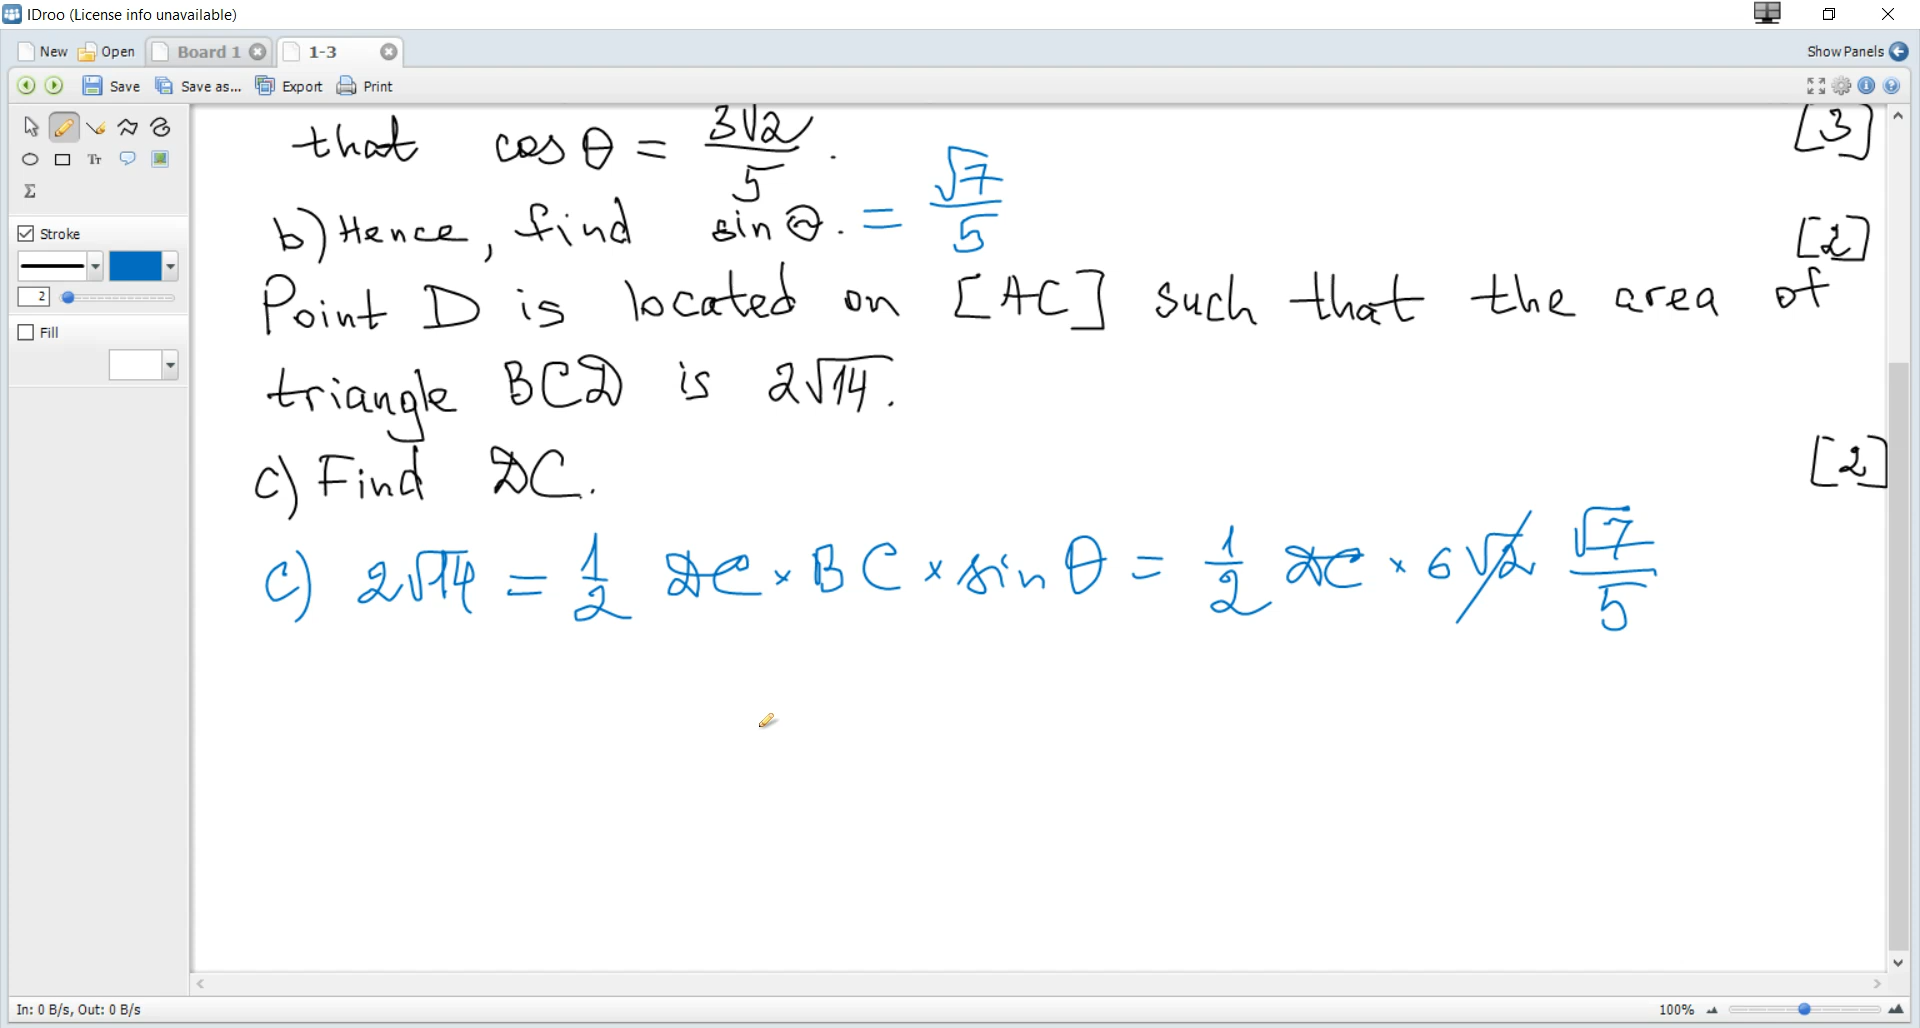 IDroo (License info unavailable)
New Open Board 1 1-3 Show Panels
Save Save as... Export Print
Tт
Σ
Stroke
2
Fill
that cos θ = 3√2/5 . [3]
b) Hence, find sin θ. = √7/5 [2]
Point D is located on [AC] such that the area of
triangle BCD is 2√14.
c) Find DC. [2]
c) 2√14 = 1/2 DC × BC × sin θ = 1/2 DC × 6√2 √7/5
In: 0 B/s, Out: 0 B/s 100%